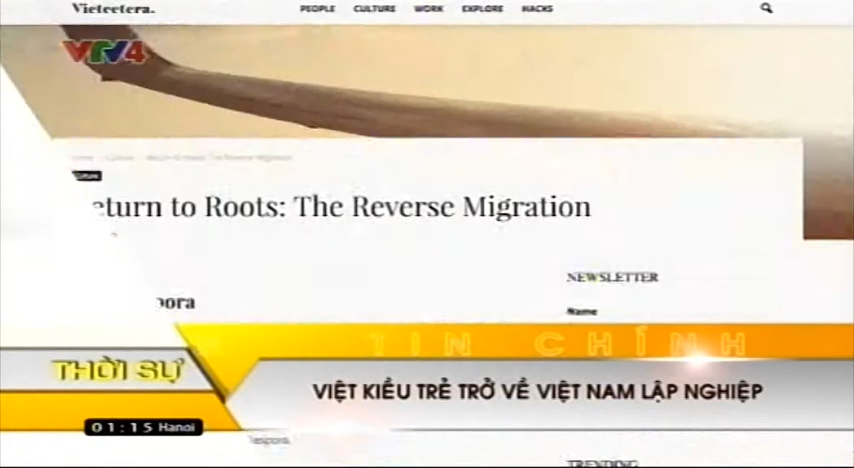 Vietcetera.
PEOPLE CULTURE WORK EXPLORE HACKS
VTV4
eturn to Roots: The Reverse Migration
pora
NEWSLETTER
Name
TIN CHÍNH
THỜI SỰ
VIỆT KIỀU TRẺ TRỞ VỀ VIỆT NAM LẬP NGHIỆP
01:15 Hanoi
TRENDING